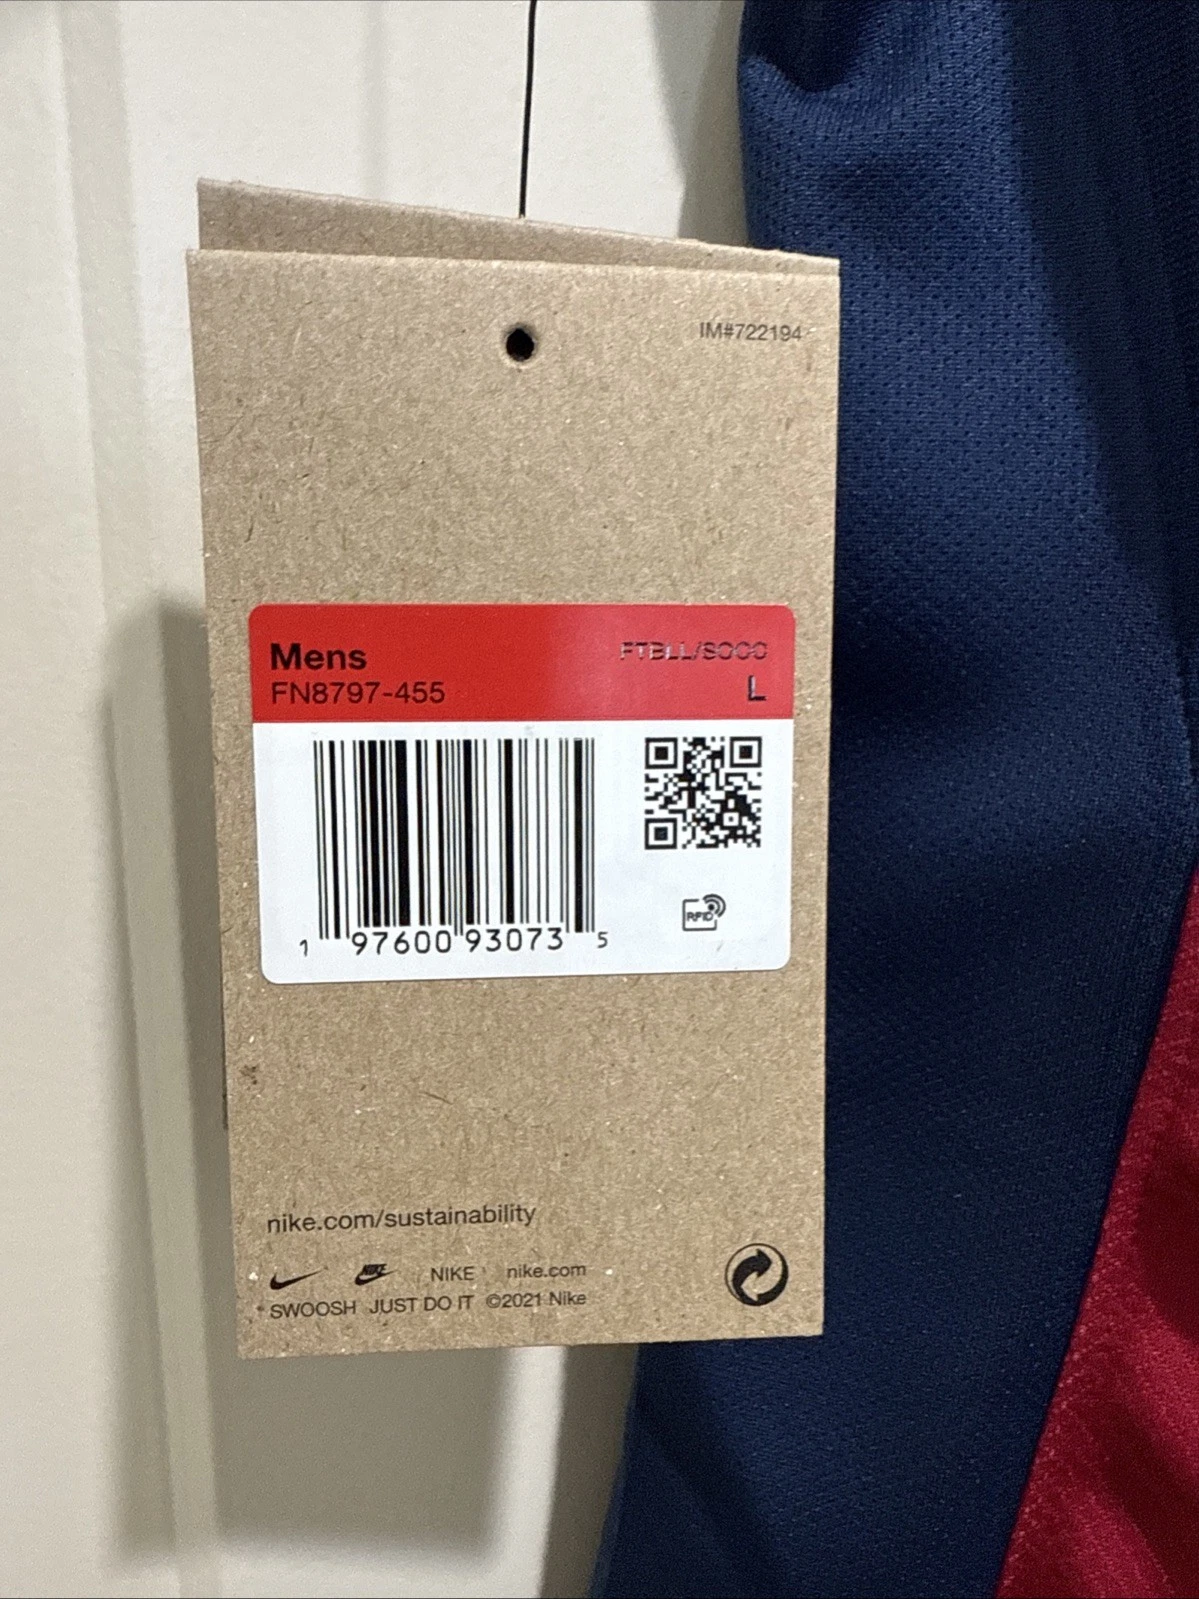 IM#722194
Mens
FTBLL/SOCC
FN8797-455
L
1 97600 93073 5
RFID
nike.com/sustainability
NIKE NIKE nike.com
SWOOSH JUST DO IT ©2021 Nike